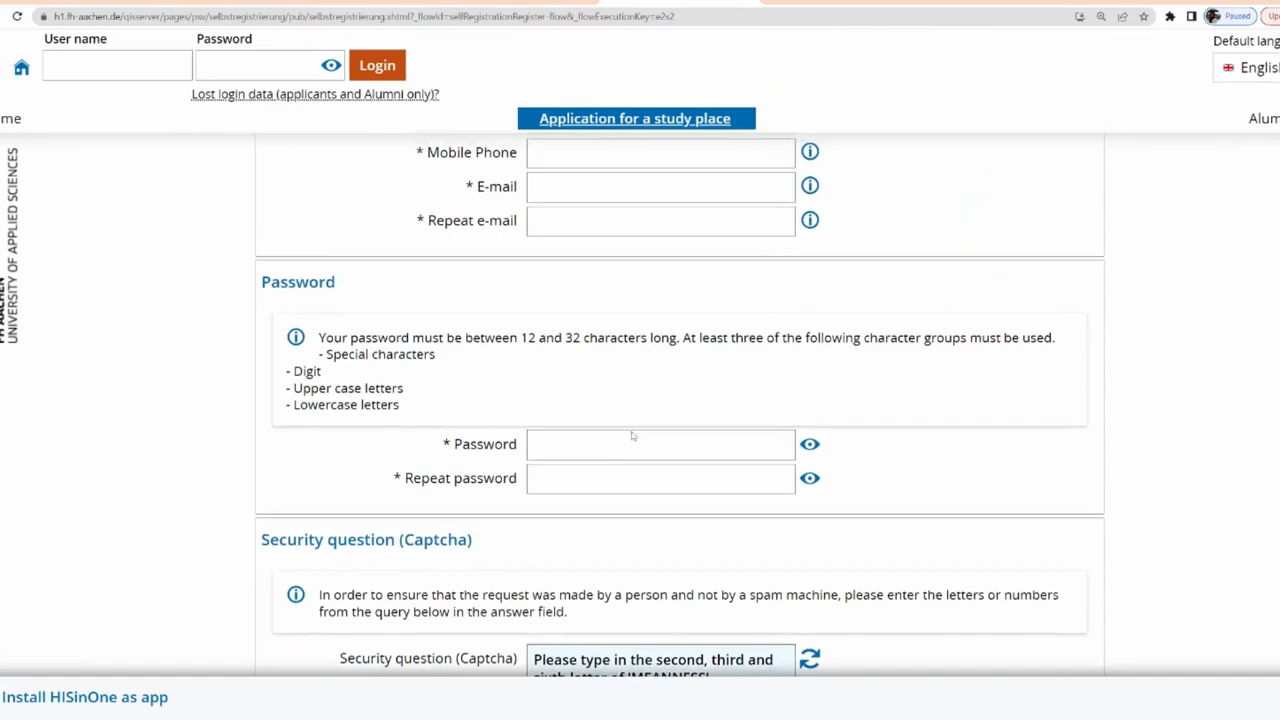 h1.fh-aachen.de/qisserver/pages/psv/selbstregistrierung/pub/selbstregistrierung.xhtml?_flowId=selfRegistrationRegister-flow&_flowExecutionKey=e2s2
Paused
User name
Password
Login
Default lang
English
Lost login data (applicants and Alumni only)?
me
Application for a study place
Alum
UNIVERSITY OF APPLIED SCIENCES
* Mobile Phone
* E-mail
* Repeat e-mail
Password
Your password must be between 12 and 32 characters long. At least three of the following character groups must be used.
- Special characters
- Digit
- Upper case letters
- Lowercase letters
* Password
* Repeat password
Security question (Captcha)
In order to ensure that the request was made by a person and not by a spam machine, please enter the letters or numbers
from the query below in the answer field.
Security question (Captcha)
Please type in the second, third and
sixth letter of 'MEANNESS'
Install HISinOne as app